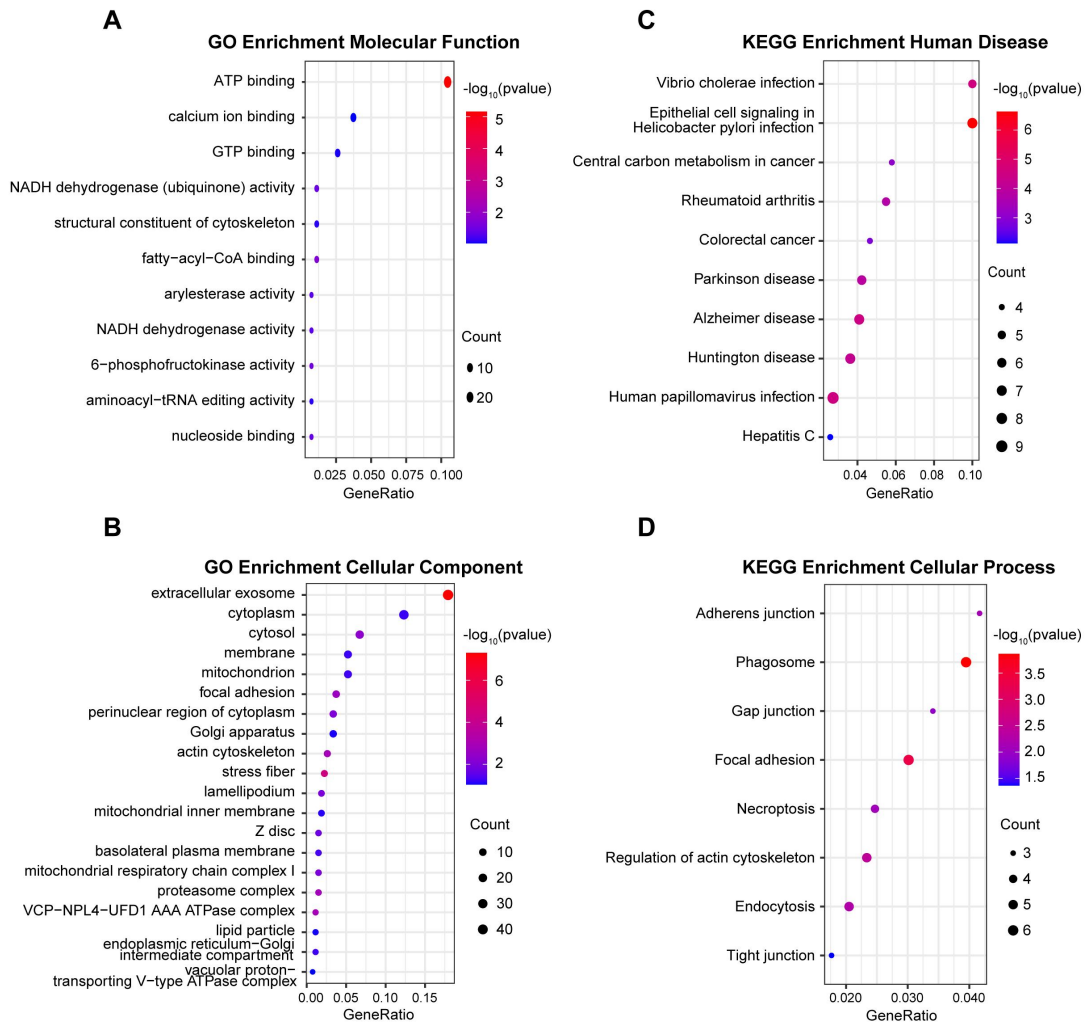 A
GO Enrichment Molecular Function
ATP binding
calcium ion binding
GTP binding
NADH dehydrogenase (ubiquinone) activity
structural constituent of cytoskeleton
fatty−acyl−CoA binding
arylesterase activity
NADH dehydrogenase activity
6−phosphofructokinase activity
aminoacyl−tRNA editing activity
nucleoside binding
0.025 0.050 0.075 0.100
GeneRatio
-log10(pvalue)
5
4
3
2
Count
10
20
C
KEGG Enrichment Human Disease
Vibrio cholerae infection
Epithelial cell signaling in
Helicobacter pylori infection
Central carbon metabolism in cancer
Rheumatoid arthritis
Colorectal cancer
Parkinson disease
Alzheimer disease
Huntington disease
Human papillomavirus infection
Hepatitis C
0.04 0.06 0.08 0.10
GeneRatio
-log10(pvalue)
6
5
4
3
Count
4
5
6
7
8
9
B
GO Enrichment Cellular Component
extracellular exosome
cytoplasm
cytosol
membrane
mitochondrion
focal adhesion
perinuclear region of cytoplasm
Golgi apparatus
actin cytoskeleton
stress fiber
lamellipodium
mitochondrial inner membrane
Z disc
basolateral plasma membrane
mitochondrial respiratory chain complex I
proteasome complex
VCP−NPL4−UFD1 AAA ATPase complex
lipid particle
endoplasmic reticulum−Golgi
intermediate compartment
vacuolar proton−
transporting V−type ATPase complex
0.00 0.05 0.10 0.15
GeneRatio
-log10(pvalue)
6
4
2
Count
10
20
30
40
D
KEGG Enrichment Cellular Process
Adherens junction
Phagosome
Gap junction
Focal adhesion
Necroptosis
Regulation of actin cytoskeleton
Endocytosis
Tight junction
0.020 0.030 0.040
GeneRatio
-log10(pvalue)
3.5
3.0
2.5
2.0
1.5
Count
3
4
5
6